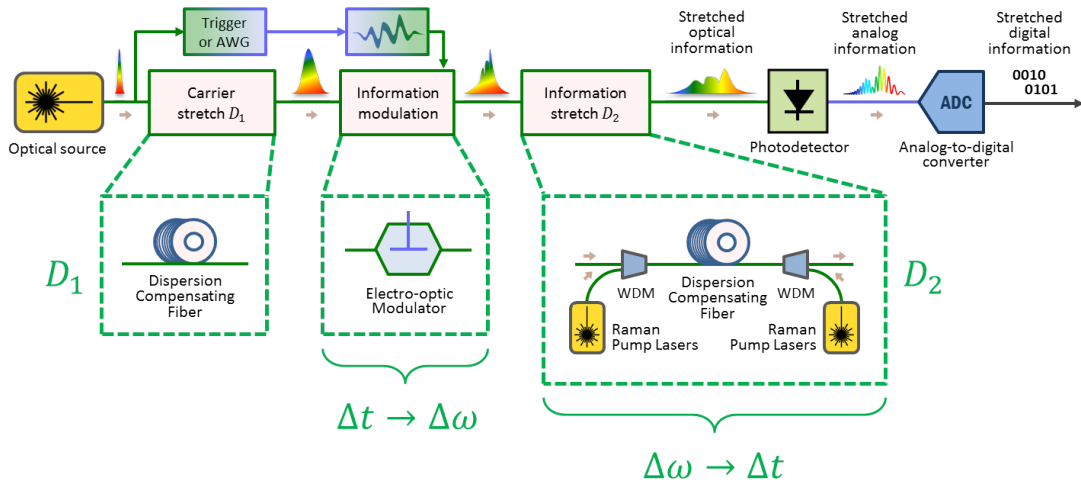 Trigger
or AWG
Stretched
optical
information
Stretched
analog
information
Stretched
digital
information
0010
0101
Optical source
Carrier
stretch D₁
Information
modulation
Information
stretch D₂
Photodetector
ADC
Analog-to-digital
converter
D₁
Dispersion
Compensating
Fiber
Electro-optic
Modulator
WDM
Dispersion
Compensating
Fiber
WDM
Raman
Pump Lasers
Raman
Pump Lasers
D₂
Δt → Δω
Δω → Δt